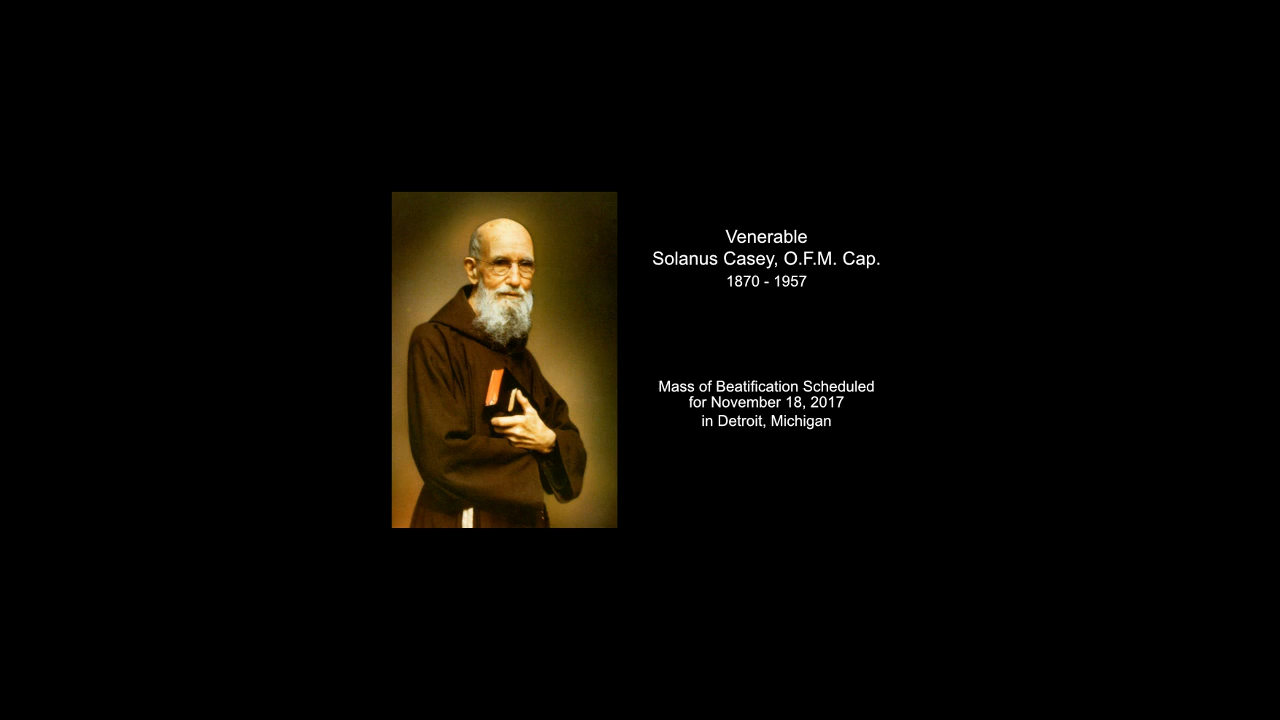 Venerable
Solanus Casey, O.F.M. Cap.
1870 - 1957
Mass of Beatification Scheduled
for November 18, 2017
in Detroit, Michigan